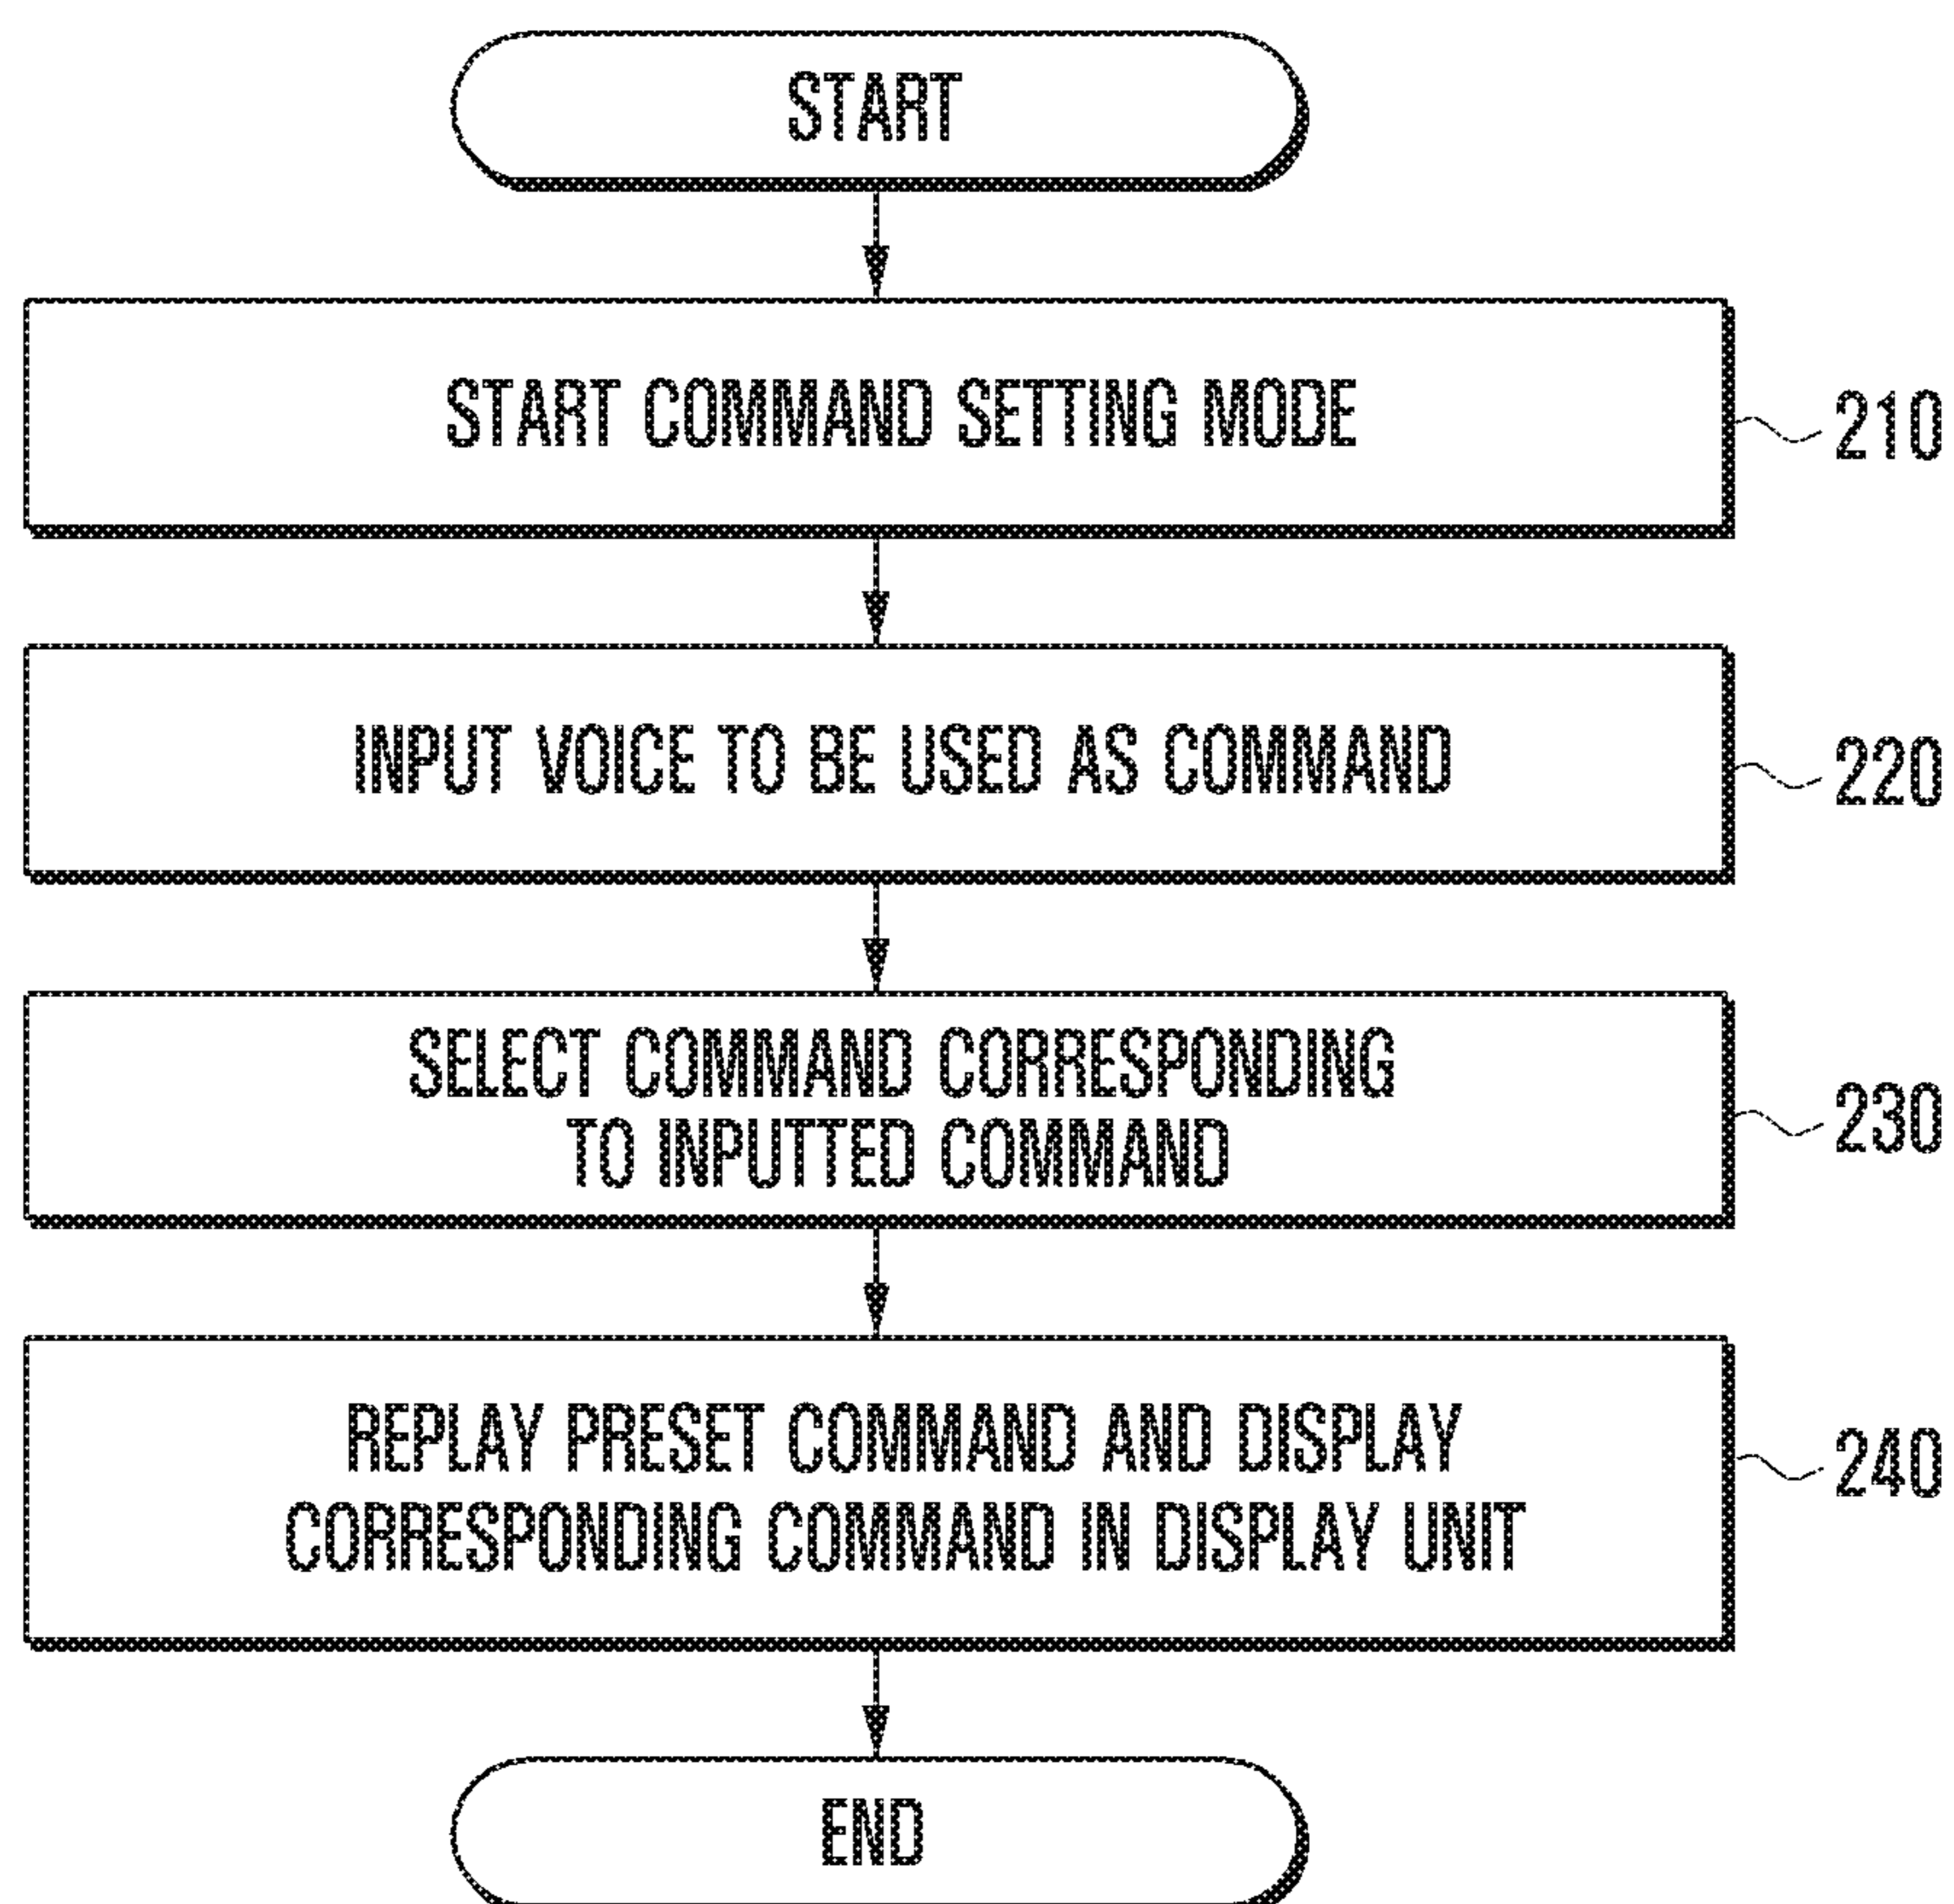 START
START COMMAND SETTING MODE
210
INPUT VOICE TO BE USED AS COMMAND
220
SELECT COMMAND CORRESPONDING
TO INPUTTED COMMAND
230
REPLAY PRESET COMMAND AND DISPLAY
CORRESPONDING COMMAND IN DISPLAY UNIT
240
END